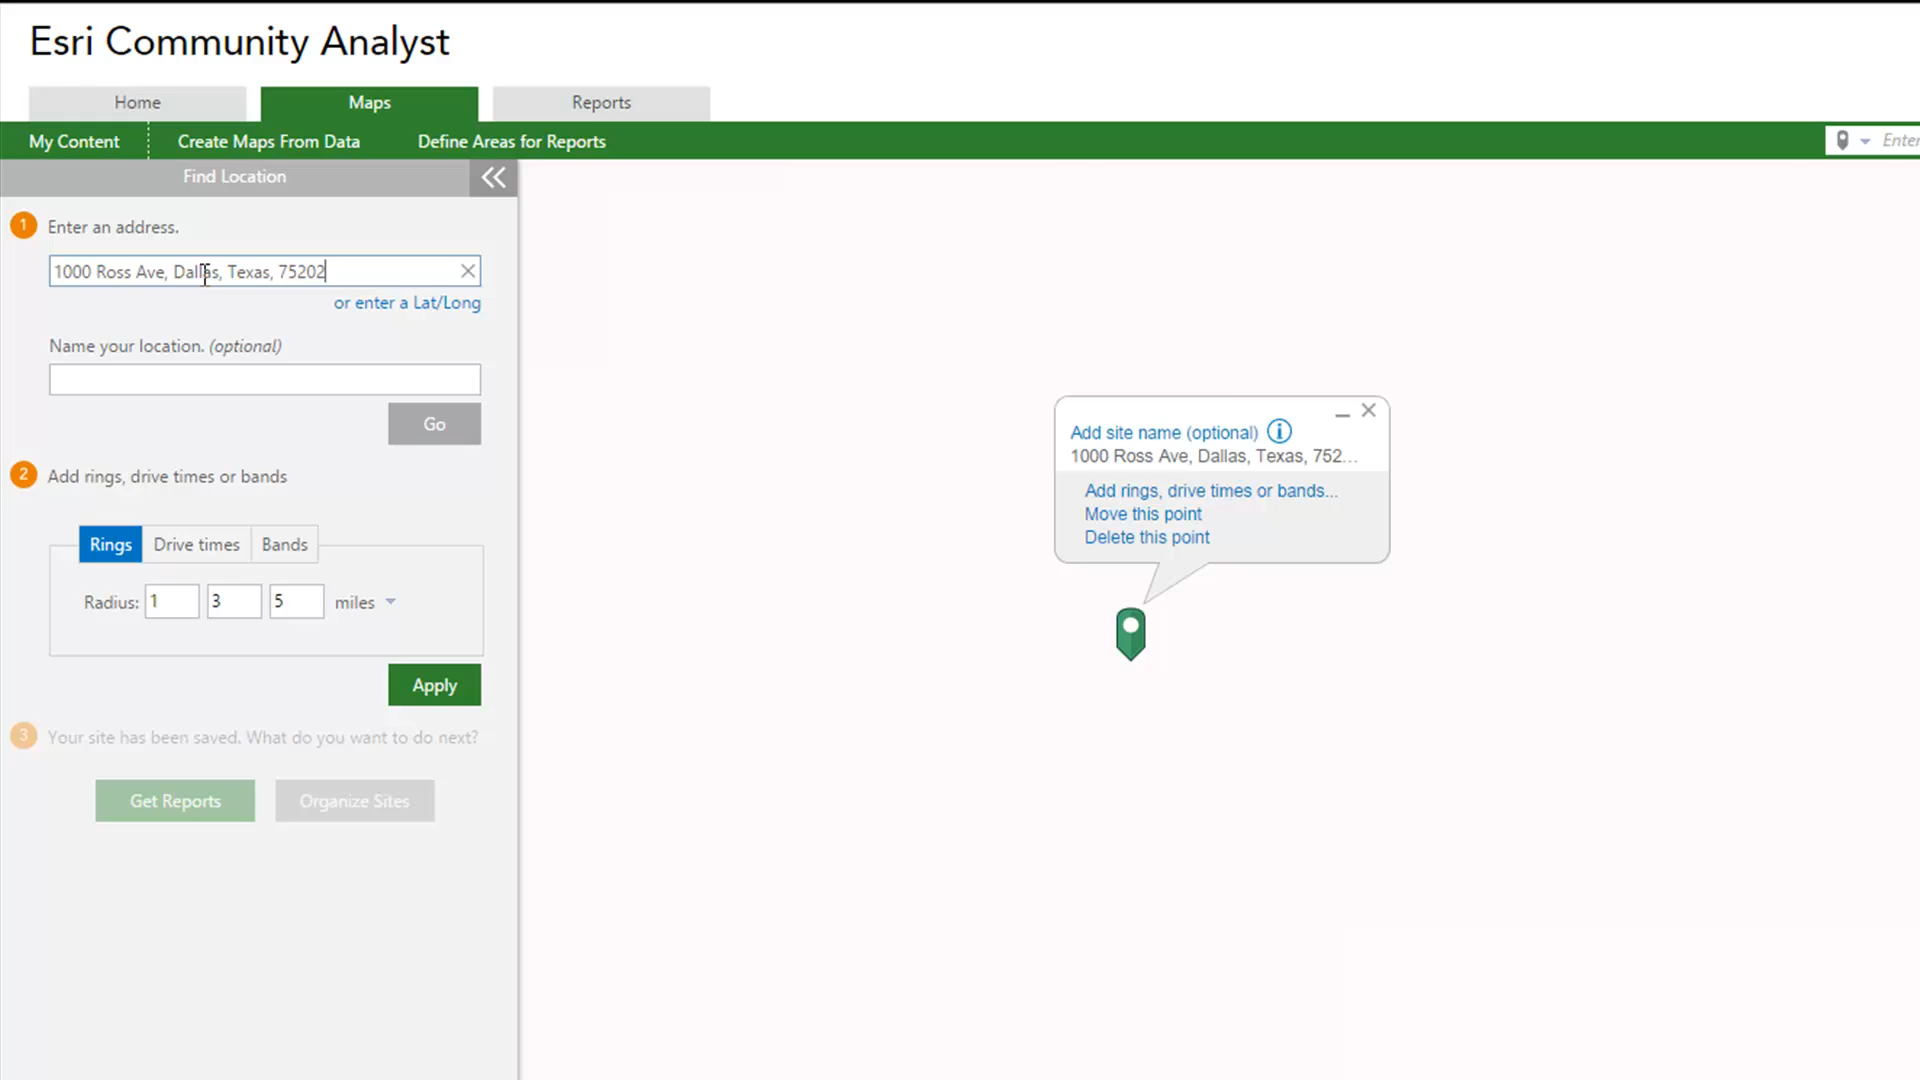 Esri Community Analyst
Home
Maps
Reports
My Content
Create Maps From Data
Define Areas for Reports
Enter
Find Location
1
Enter an address.
1000 Ross Ave, Dallas, Texas, 75202
or enter a Lat/Long
Name your location. (optional)
Go
2
Add rings, drive times or bands
Rings
Drive times
Bands
Radius: 1 3 5 miles
Apply
3
Your site has been saved. What do you want to do next?
Get Reports
Organize Sites
Add site name (optional)
1000 Ross Ave, Dallas, Texas, 752...
Add rings, drive times or bands...
Move this point
Delete this point